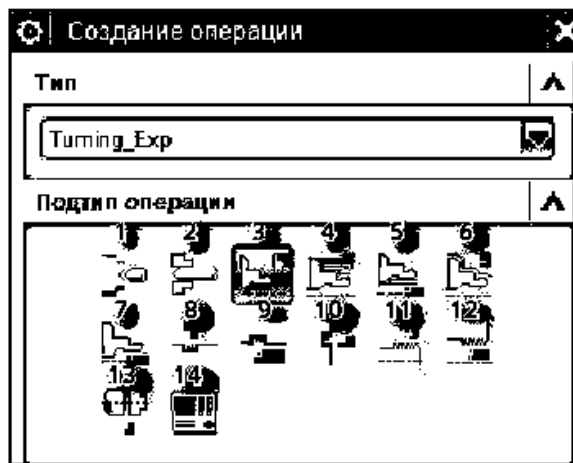 Создание операции
Тип
Turning_Exp
Подтип операции
1 2 3 4 5 6
7 8 9 10 11 12
13 14